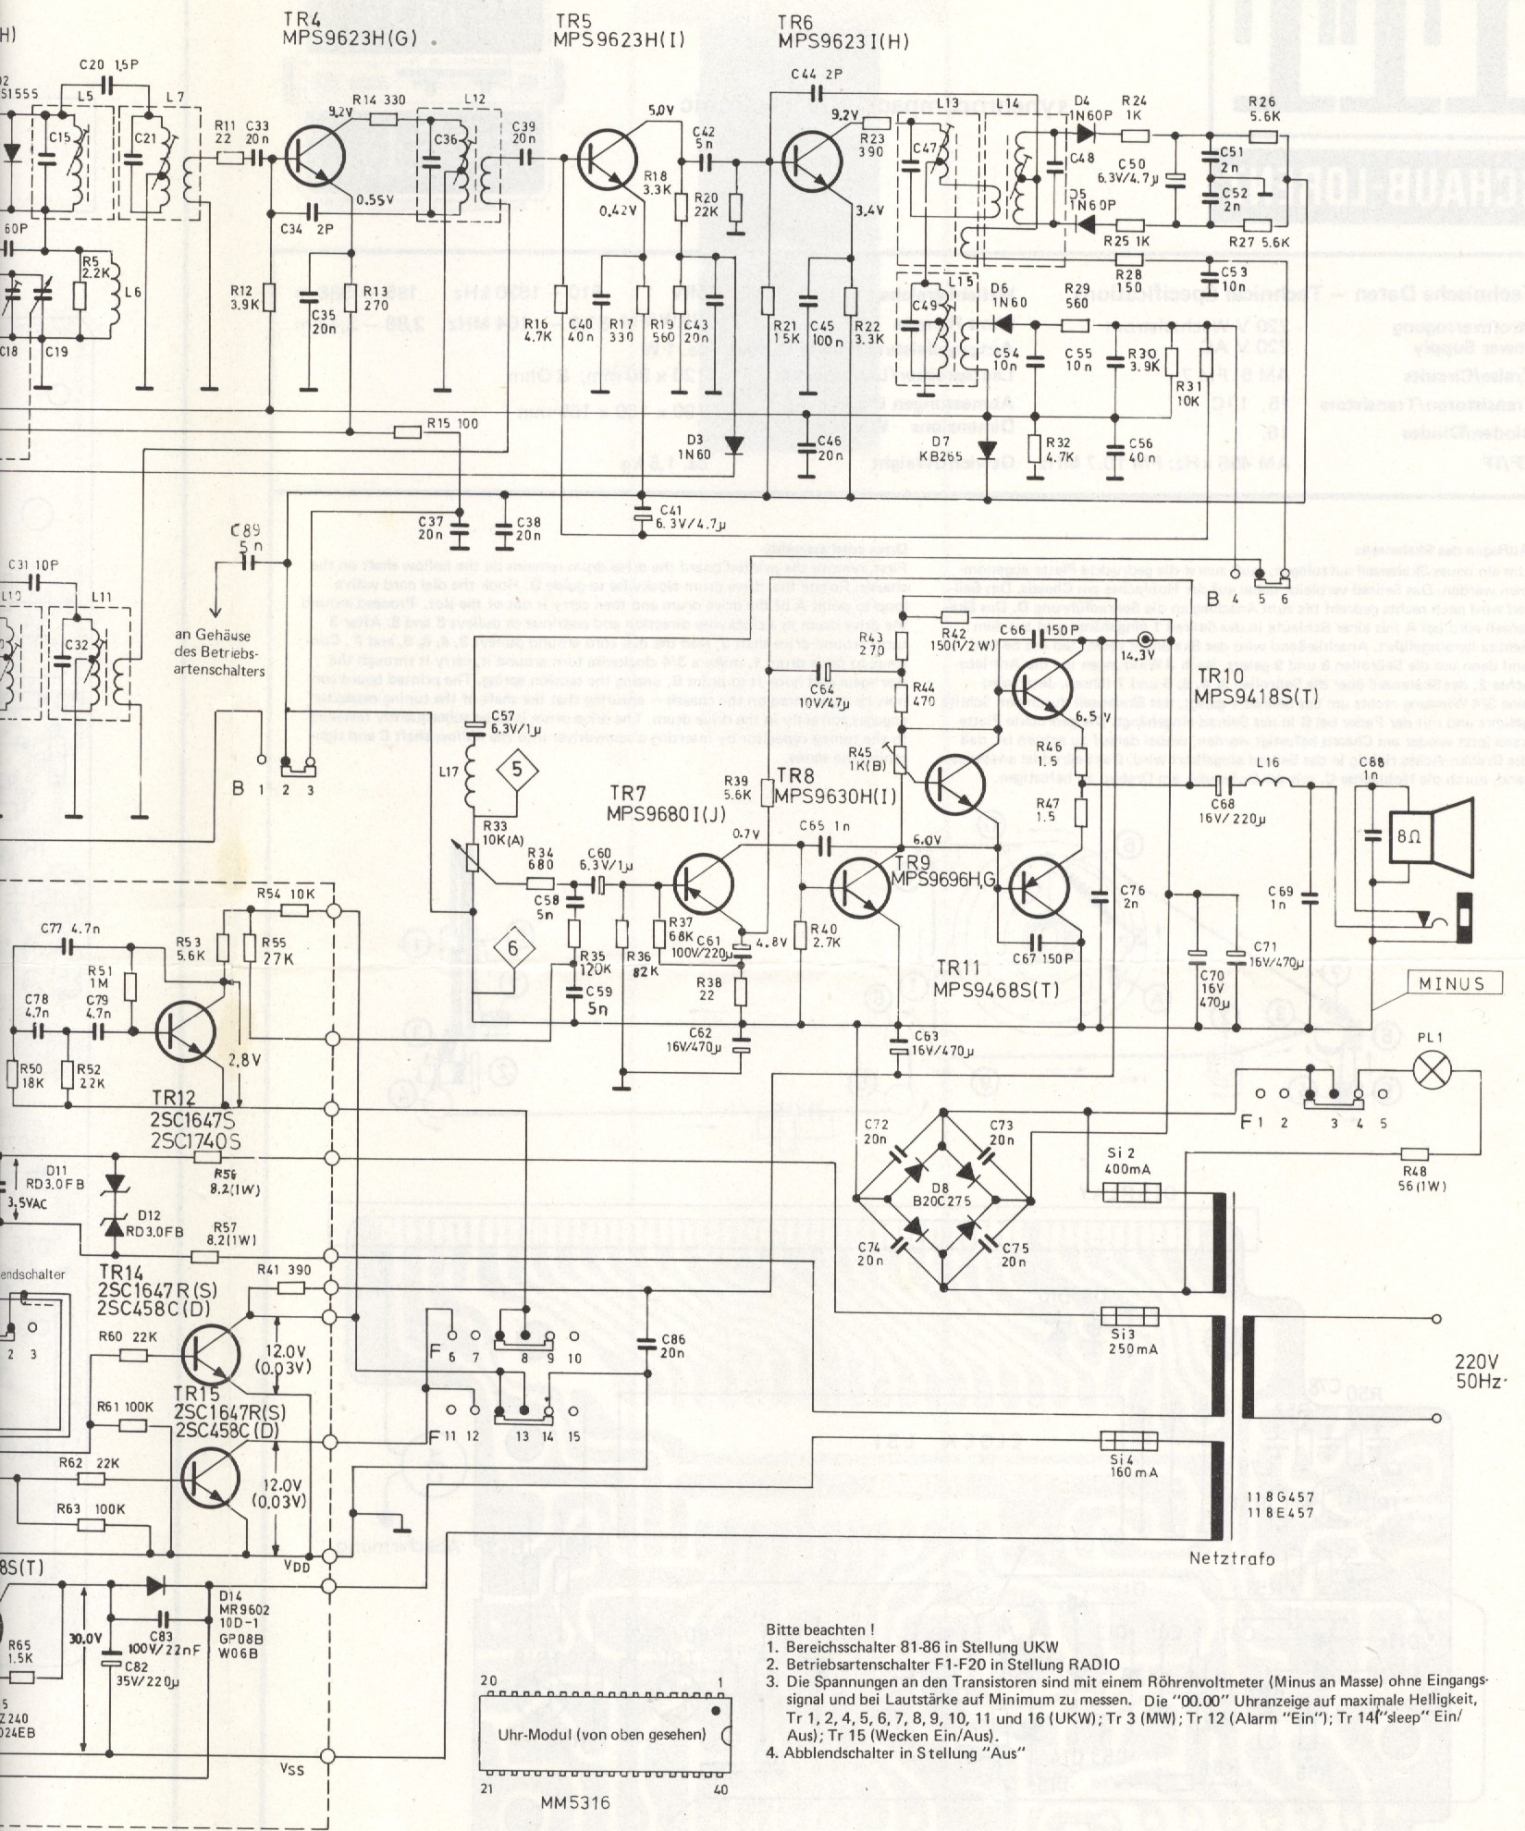 TR4
MPS9623H(G)
TR5
MPS9623H(I)
TR6
MPS9623I(H)
H)
C20 1,5P
S1555
L5
L7
C15
C21
R11
22
C33
20n
9,2V
R14 330
L12
C36
C39
20n
5,0V
C42
5n
R18
3.3K
R20
22K
C44 2P
9,2V
R23
390
L13
L14
C47
C48
D4
1N60P
R24
1K
C50
6.3V/4.7µ
C51
2n
C52
2n
R26
5.6K
D5
1N60P
R25 1K
R27 5.6K
R28
150
C53
10n
0.55V
C34 2P
0.42V
3,4V
60P
R5
2.2K
L6
C18
C19
R12
3.9K
C35
20n
R13
270
R16
4.7K
C40
40n
R17
330
R19
560
C43
20n
R21
15K
C45
100n
R22
3.3K
L15
C49
D6
1N60
R29
560
C54
10n
C55
10n
R30
3.9K
R31
10K
R15 100
D3
1N60
C46
20n
D7
KB265
R32
4.7K
C56
40n
C89
5n
C37
20n
C38
20n
C41
6.3V/4.7µ
B 4 5 6
C31 10P
L11
C32
an Gehäuse
des Betriebs-
artenschalters
B 1 2 3
C57
6.3V/1µ
L17
5
R33
10K(A)
R43
270
R42
150(1/2W)
C66 150P
14.3V
C64
10V/47µ
R44
470
TR10
MPS9418S(T)
6.5V
R45
1K(B)
R46
1.5
R39
5.6K
TR8
MPS9630H(I)
TR7
MPS9680I(J)
R47
1.5
C68
16V/220µ
L16
C88
1n
8Ω
R34
680
C60
6.3V/1µ
0.7V
C65 1n
6.0V
TR9
MPS9696H,G
C58
5n
R35
120K
R36
82K
R37
68K
C61
100V/220µ
4.8V
R40
2.7K
C76
2n
C69
1n
C67 150P
TR11
MPS9468S(T)
C70
16V
470µ
C71
16V/470µ
MINUS
6
C59
5n
R38
22
C62
16V/470µ
C63
16V/470µ
R54 10K
C77 4.7n
R53
5.6K
R55
27K
R51
1M
C78
4.7n
C79
4.7n
R50
18K
R52
22K
2,8V
TR12
2SC1647S
2SC1740S
PL1
F 1 2 3 4 5
R48
56(1W)
C72
20n
C73
20n
D8
B20C275
C74
20n
C75
20n
Si 2
400mA
D11
RD3.0FB
3,5VAC
R56
8.2(1W)
D12
RD3,0FB
R57
8.2(1W)
endschalter
2 3
TR14
2SC1647R(S)
2SC458C(D)
R41 390
R60 22K
12.0V
(0.03V)
F 6 7 8 9 10
C86
20n
Si3
250mA
220V
50Hz
TR15
2SC1647R(S)
2SC458C(D)
R61 100K
F 11 12 13 14 15
R62 22K
12.0V
(0.03V)
R63 100K
Si4
160mA
118G457
118E457
Netztrafo
VDD
8S(T)
D14
MR9602
10D-1
GP08B
W06B
C83
100V/22nF
30.0V
C82
35V/220µ
R65
1.5K
Z240
024EB
VSS
20 1
Uhr-Modul (von oben gesehen)
21 40
MM5316
Bitte beachten !
1. Bereichsschalter 81-86 in Stellung UKW
2. Betriebsartenschalter F1-F20 in Stellung RADIO
3. Die Spannungen an den Transistoren sind mit einem Röhrenvoltmeter (Minus an Masse) ohne Eingangs-
signal und bei Lautstärke auf Minimum zu messen. Die "00.00" Uhranzeige auf maximale Helligkeit,
Tr 1, 2, 4, 5, 6, 7, 8, 9, 10, 11 und 16 (UKW); Tr 3 (MW); Tr 12 (Alarm "Ein"); Tr 14("sleep" Ein/
Aus); Tr 15 (Wecken Ein/Aus).
4. Abblendschalter in Stellung "Aus"